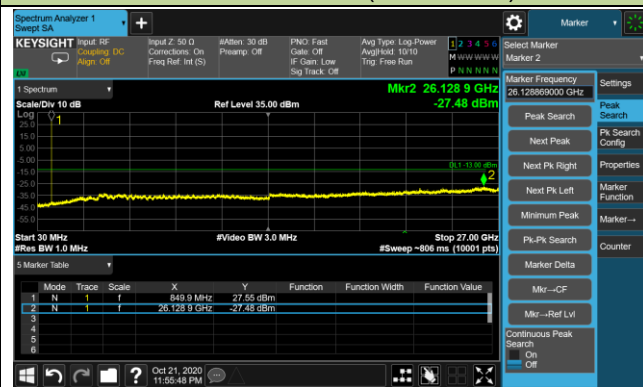 Spectrum Analyzer 1
Swept SA
+
Marker
KEYSIGHT
Input: RF
Coupling: DC
Align: Off
Input Z: 50 Ω
Corrections: On
Freq Ref: Int (S)
#Atten: 30 dB
Preamp: Off
PNO: Fast
Gate: Off
IF Gain: Low
Sig Track: Off
Avg Type: Log-Power
Avg|Hold: 10/10
Trig: Free Run
1 2 3 4 5 6
M W W W W W
P N N N N N
LXI
Select Marker
Marker 2
1 Spectrum
Mkr2 26.128 9 GHz
Scale/Div 10 dB
Ref Level 35.00 dBm
-27.48 dBm
Log
25.0
15.0
5.00
-5.00
-15.0
-25.0
-35.0
-45.0
-55.0
1
DL1 -13.00 dBm
2
Start 30 MHz
#Video BW 3.0 MHz
Stop 27.00 GHz
#Res BW 1.0 MHz
#Sweep ~806 ms (10001 pts)
5 Marker Table
Mode Trace Scale X Y Function Function Width Function Value
1 N 1 f 849.9 MHz 27.55 dBm
2 N 1 f 26.128 9 GHz -27.48 dBm
3
4
5
6
Marker Frequency
26.128869000 GHz
Peak Search
Next Peak
Next Pk Right
Next Pk Left
Minimum Peak
Pk-Pk Search
Marker Delta
Mkr→CF
Mkr→Ref Lvl
Continuous Peak
Search
On
Off
Settings
Peak
Search
Pk Search
Config
Properties
Marker
Function
Marker→
Counter
?
Oct 21, 2020
11:55:48 PM